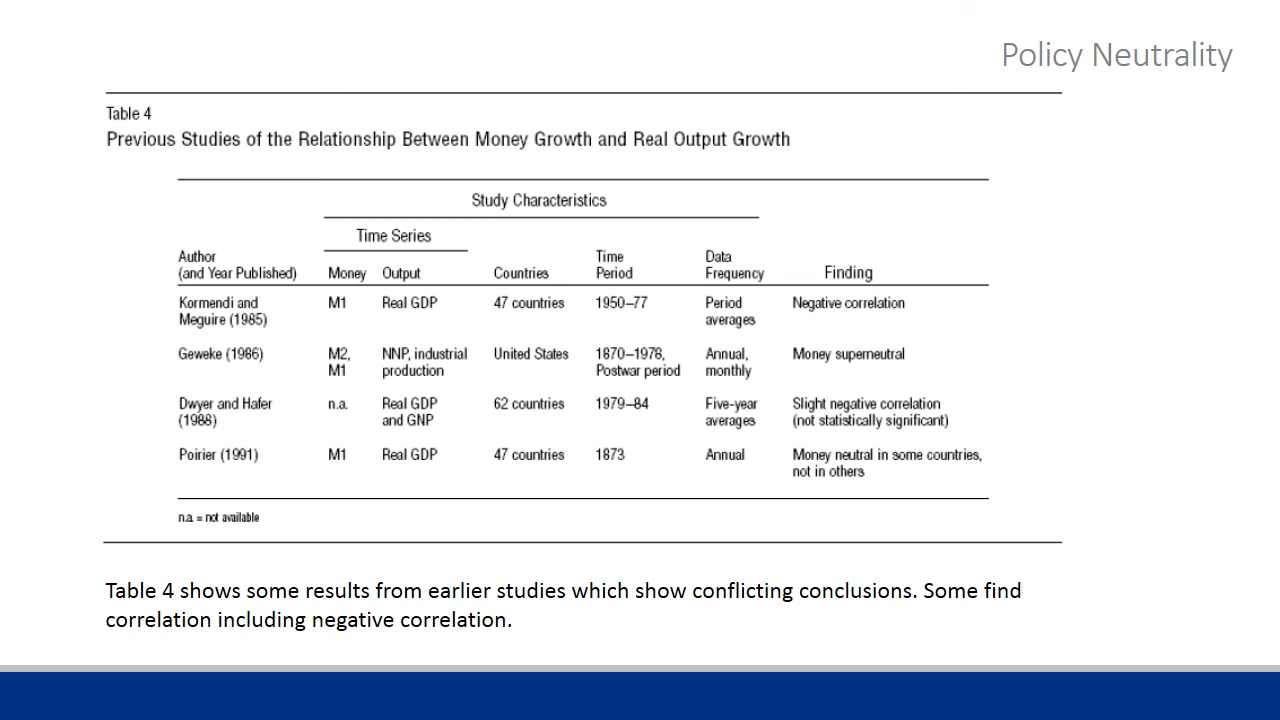 Policy Neutrality
Table 4
Previous Studies of the Relationship Between Money Growth and Real Output Growth
Study Characteristics
Time Series
Author
(and Year Published)
Money
Output
Countries
Time
Period
Data
Frequency
Finding
Kormendi and
Meguire (1985)
M1
Real GDP
47 countries
1950–77
Period
averages
Negative correlation
Geweke (1986)
M2,
M1
NNP, industrial
production
United States
1870–1978,
Postwar period
Annual,
monthly
Money superneutral
Dwyer and Hafer
(1988)
n.a.
Real GDP
and GNP
62 countries
1979–84
Five-year
averages
Slight negative correlation
(not statistically significant)
Poirier (1991)
M1
Real GDP
47 countries
1873
Annual
Money neutral in some countries,
not in others
n.a. = not available
Table 4 shows some results from earlier studies which show conflicting conclusions. Some find
correlation including negative correlation.